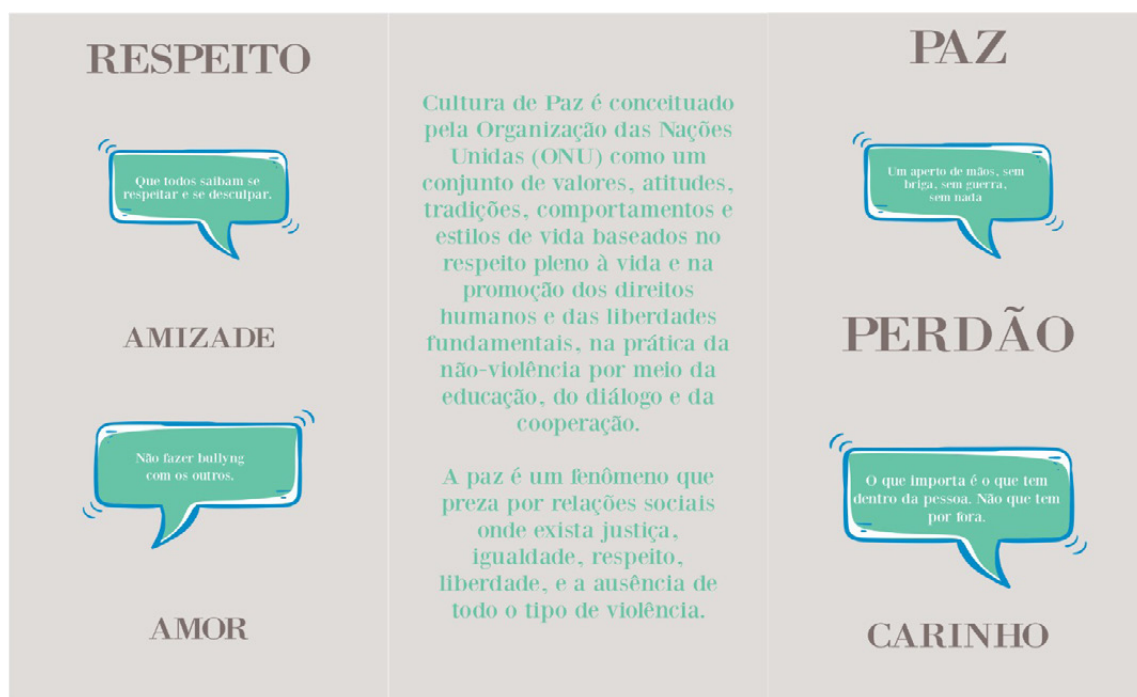 RESPEITO
Que todos saibam se
respeitar e se desculpar.
AMIZADE
Não fazer bullyng
com os outros.
AMOR
Cultura de Paz é conceituado
pela Organização das Nações
Unidas (ONU) como um
conjunto de valores, atitudes,
tradições, comportamentos e
estilos de vida baseados no
respeito pleno à vida e na
promoção dos direitos
humanos e das liberdades
fundamentais, na prática da
não-violência por meio da
educação, do diálogo e da
cooperação.
A paz é um fenômeno que
preza por relações sociais
onde exista justiça,
igualdade, respeito,
liberdade, e a ausência de
todo o tipo de violência.
PAZ
Um aperto de mãos, sem
briga, sem guerra,
sem nada
PERDÃO
O que importa é o que tem
dentro da pessoa. Não que tem
por fora.
CARINHO